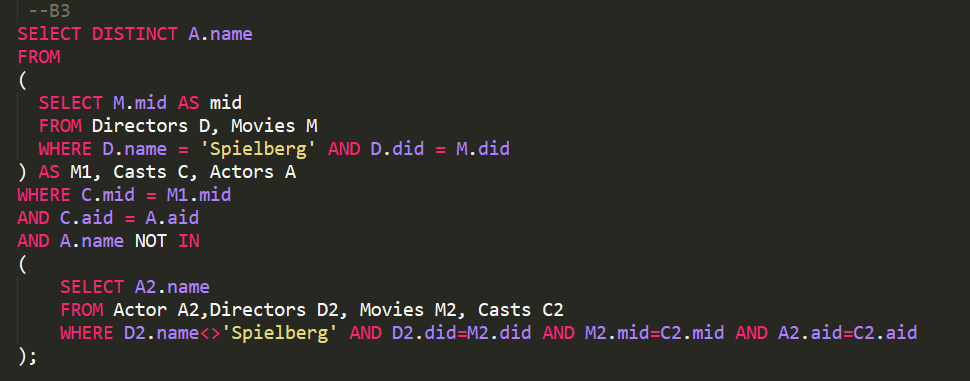 --B3
SElECT DISTINCT A.name
FROM
(
SELECT M.mid AS mid
FROM Directors D, Movies M
WHERE D.name = 'Spielberg' AND D.did = M.did
) AS M1, Casts C, Actors A
WHERE C.mid = M1.mid
AND C.aid = A.aid
AND A.name NOT IN
(
SELECT A2.name
FROM Actor A2,Directors D2, Movies M2, Casts C2
WHERE D2.name<>'Spielberg' AND D2.did=M2.did AND M2.mid=C2.mid AND A2.aid=C2.aid
);